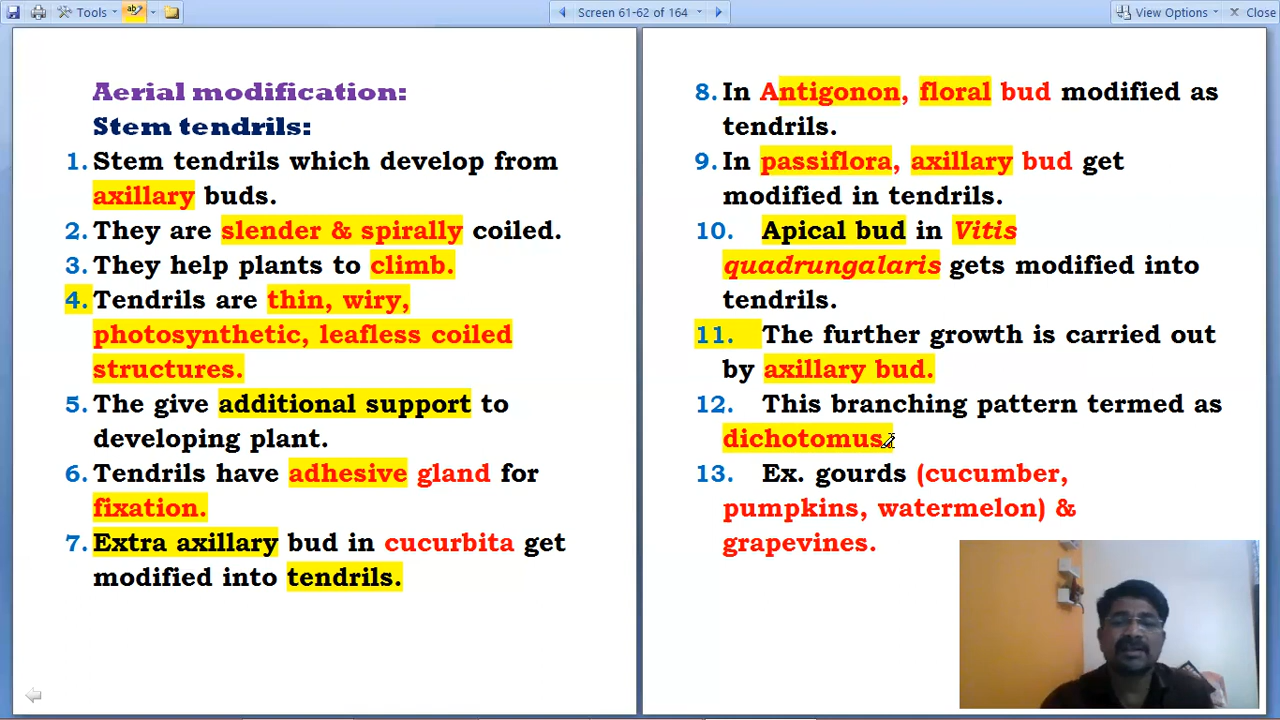 Tools
Screen 61-62 of 164
View Options
Close
Aerial modification:
Stem tendrils:
1. Stem tendrils which develop from
axillary buds.
2. They are slender & spirally coiled.
3. They help plants to climb.
4. Tendrils are thin, wiry,
photosynthetic, leafless coiled
structures.
5. The give additional support to
developing plant.
6. Tendrils have adhesive gland for
fixation.
7. Extra axillary bud in cucurbita get
modified into tendrils.
8. In Antigonon, floral bud modified as
tendrils.
9. In passiflora, axillary bud get
modified in tendrils.
10. Apical bud in Vitis
quadrungalaris gets modified into
tendrils.
11. The further growth is carried out
by axillary bud.
12. This branching pattern termed as
dichotomus.
13. Ex. gourds (cucumber,
pumpkins, watermelon) &
grapevines.